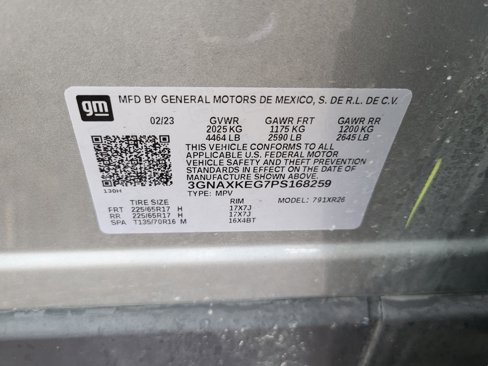 gm
MFD BY GENERAL MOTORS DE MEXICO, S. DE R.L. DE C.V.
02/23 GVWR GAWR FRT GAWR RR
2025 KG 1175 KG 1200 KG
4464 LB 2590 LB 2645 LB
THIS VEHICLE CONFORMS TO ALL
APPLICABLE U.S. FEDERAL MOTOR
VEHICLE SAFETY AND THEFT PREVENTION
STANDARDS IN EFFECT ON THE DATE OF
MANUFACTURE SHOWN ABOVE.
130H 3GNAXKEG7PS168259
TYPE: MPV
TIRE SIZE RIM MODEL: 791XR26
FRT 225/65R17 H 17X7J
RR 225/65R17 H 17X7J
SPA T135/70R16 M 16X4BT